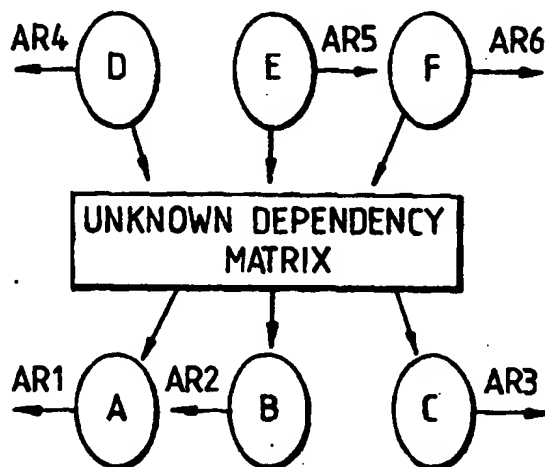 AR4 D E AR5 F AR6
UNKNOWN DEPENDENCY
MATRIX
AR1 A AR2 B C AR3